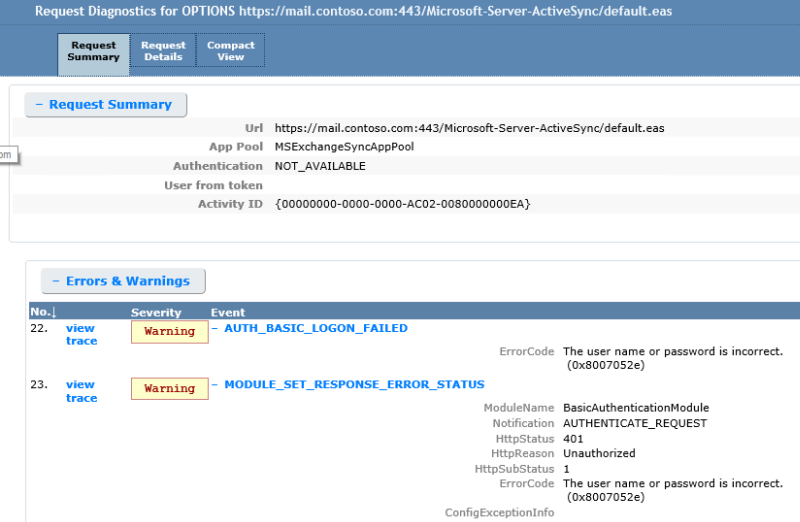 Request Diagnostics for OPTIONS https://mail.contoso.com:443/Microsoft-Server-ActiveSync/default.eas
Request Summary
Request Details
Compact View
− Request Summary
Url https://mail.contoso.com:443/Microsoft-Server-ActiveSync/default.eas
App Pool MSExchangeSyncAppPool
om
Authentication NOT_AVAILABLE
User from token
Activity ID {00000000-0000-0000-AC02-0080000000EA}
− Errors & Warnings
No.↓ Severity Event
22. view trace Warning − AUTH_BASIC_LOGON_FAILED
ErrorCode The user name or password is incorrect.
(0x8007052e)
23. view trace Warning − MODULE_SET_RESPONSE_ERROR_STATUS
ModuleName BasicAuthenticationModule
Notification AUTHENTICATE_REQUEST
HttpStatus 401
HttpReason Unauthorized
HttpSubStatus 1
ErrorCode The user name or password is incorrect.
(0x8007052e)
ConfigExceptionInfo